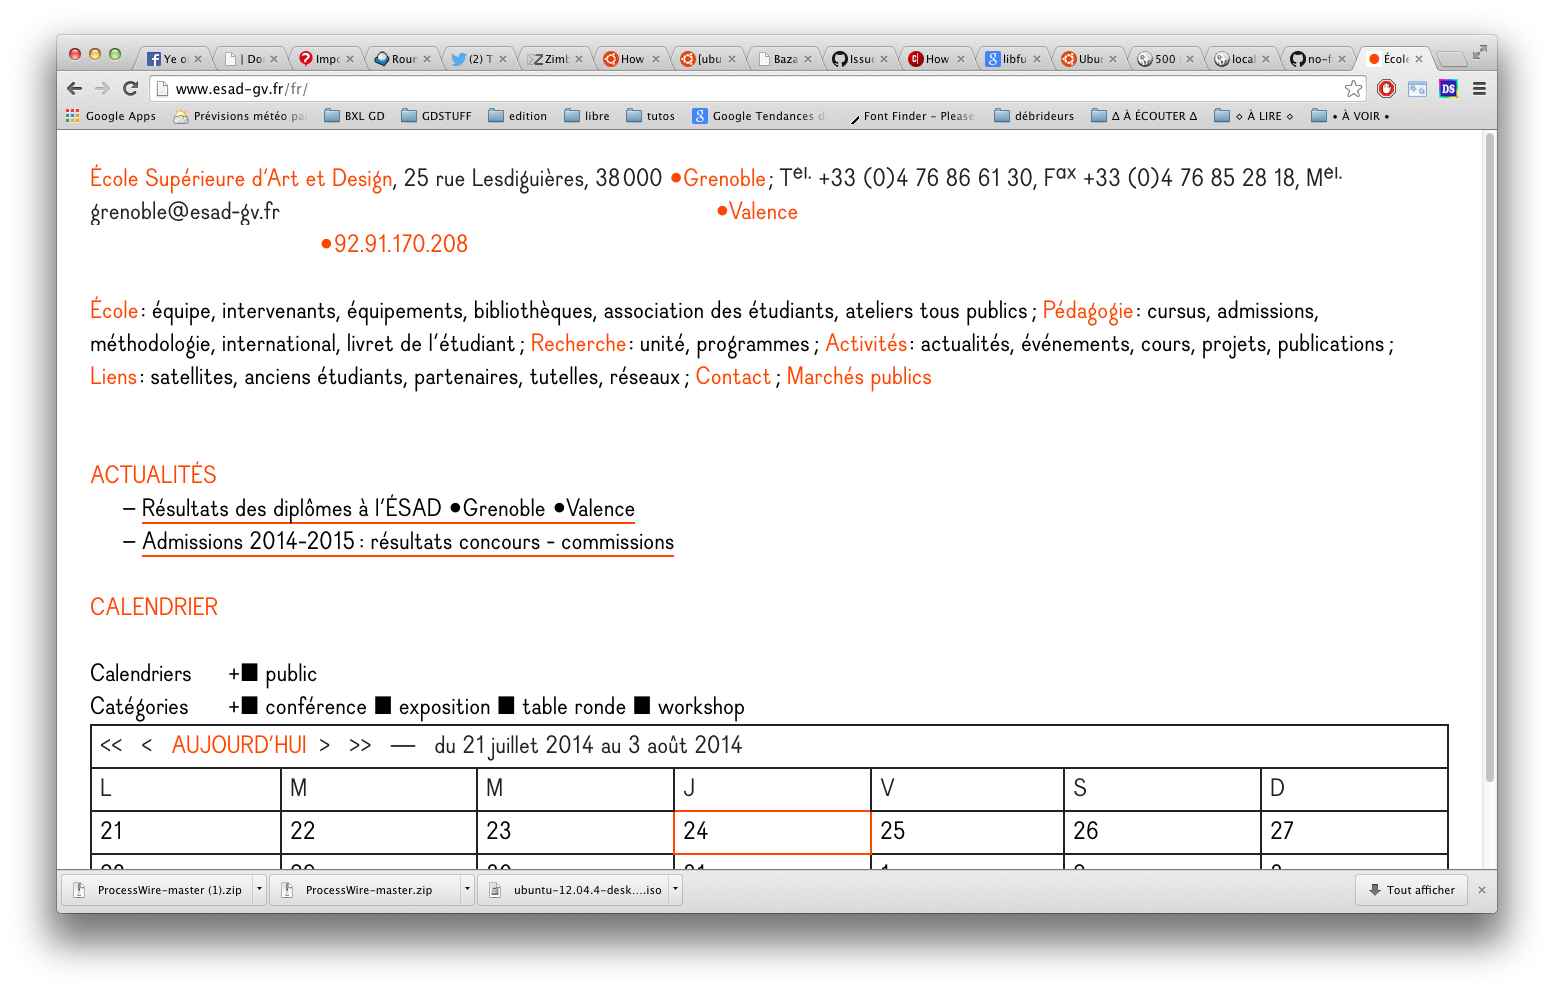 Ye o
| Do
Impo
Roun
(2) T
Zimb
How
[ubu
Baza
Issue
How
libfu
Ubun
500
local
no-f
École
www.esad-gv.fr/fr/
Google Apps
Prévisions météo pa
BXL GD
GDSTUFF
edition
libre
tutos
Google Tendances d
Font Finder - Please
débrideurs
∆ À ÉCOUTER ∆
⋄ À LIRE ⋄
• À VOIR •
École Supérieure d’Art et Design, 25 rue Lesdiguières, 38 000 •Grenoble ; Tél. +33 (0)4 76 86 61 30, Fax +33 (0)4 76 85 28 18, Mél.
grenoble@esad-gv.fr •Valence
•92.91.170.208
École : équipe, intervenants, équipements, bibliothèques, association des étudiants, ateliers tous publics ; Pédagogie : cursus, admissions,
méthodologie, international, livret de l’étudiant ; Recherche : unité, programmes ; Activités : actualités, événements, cours, projets, publications ;
Liens : satellites, anciens étudiants, partenaires, tutelles, réseaux ; Contact ; Marchés publics
ACTUALITÉS
– Résultats des diplômes à l’ÉSAD •Grenoble •Valence
– Admissions 2014-2015 : résultats concours - commissions
CALENDRIER
Calendriers +■ public
Catégories +■ conférence ■ exposition ■ table ronde ■ workshop
<< < AUJOURD’HUI > >> — du 21 juillet 2014 au 3 août 2014
L M M J V S D
21 22 23 24 25 26 27
ProcessWire-master (1).zip
ProcessWire-master.zip
ubuntu-12.04.4-desk....iso
Tout afficher